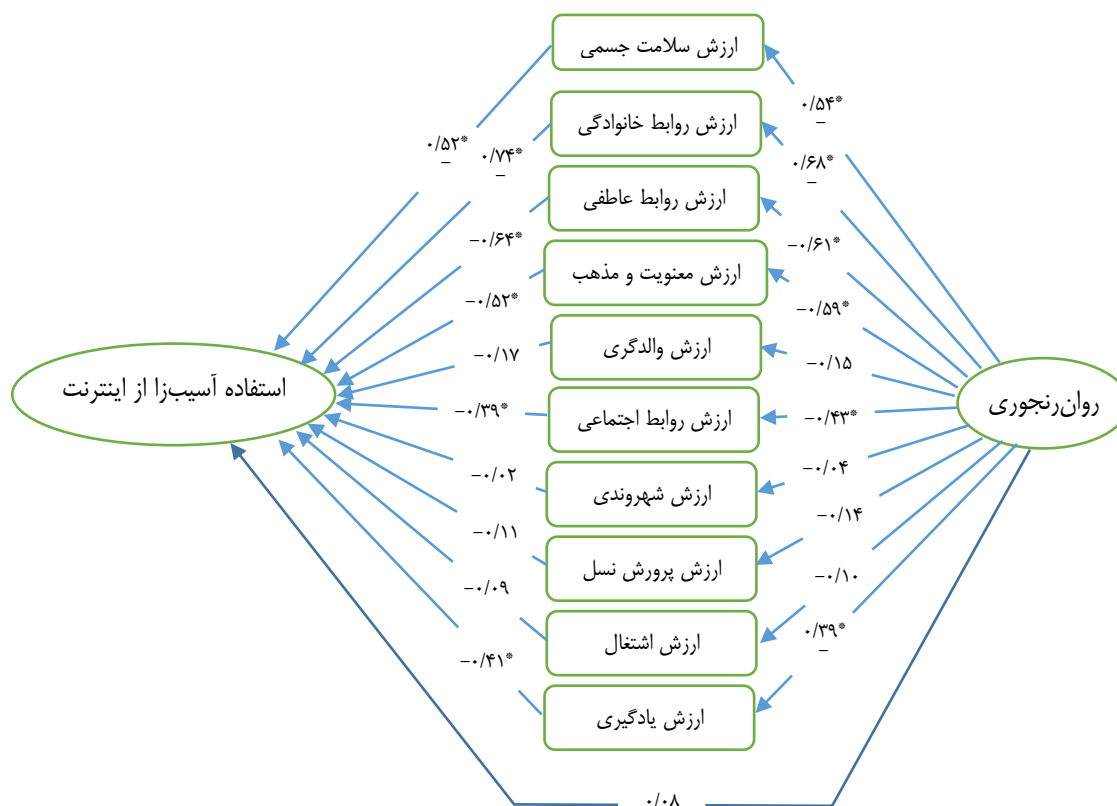 ارزش سلامت جسمی
۰/۵۴*
–
ارزش روابط خانوادگی
۰/۵۲*
–
۰/۷۴*
–
۰/۶۸*
–
ارزش روابط عاطفی
–۰/۶۴*
–۰/۶۱*
ارزش معنویت و مذهب
–۰/۵۲*
–۰/۵۹*
ارزش والدگری
–۰/۱۷
–۰/۱۵
استفاده آسیب‌زا از اینترنت
روان‌رنجوری
ارزش روابط اجتماعی
–۰/۳۹*
–۰/۴۳*
ارزش شهروندی
–۰/۰۲
–۰/۰۴
–۰/۱۱
–۰/۱۴
ارزش پرورش نسل
–۰/۰۹
–۰/۱۰
ارزش اشتغال
–۰/۴۱*
۰/۳۹*
–
ارزش یادگیری
۰/۰۸